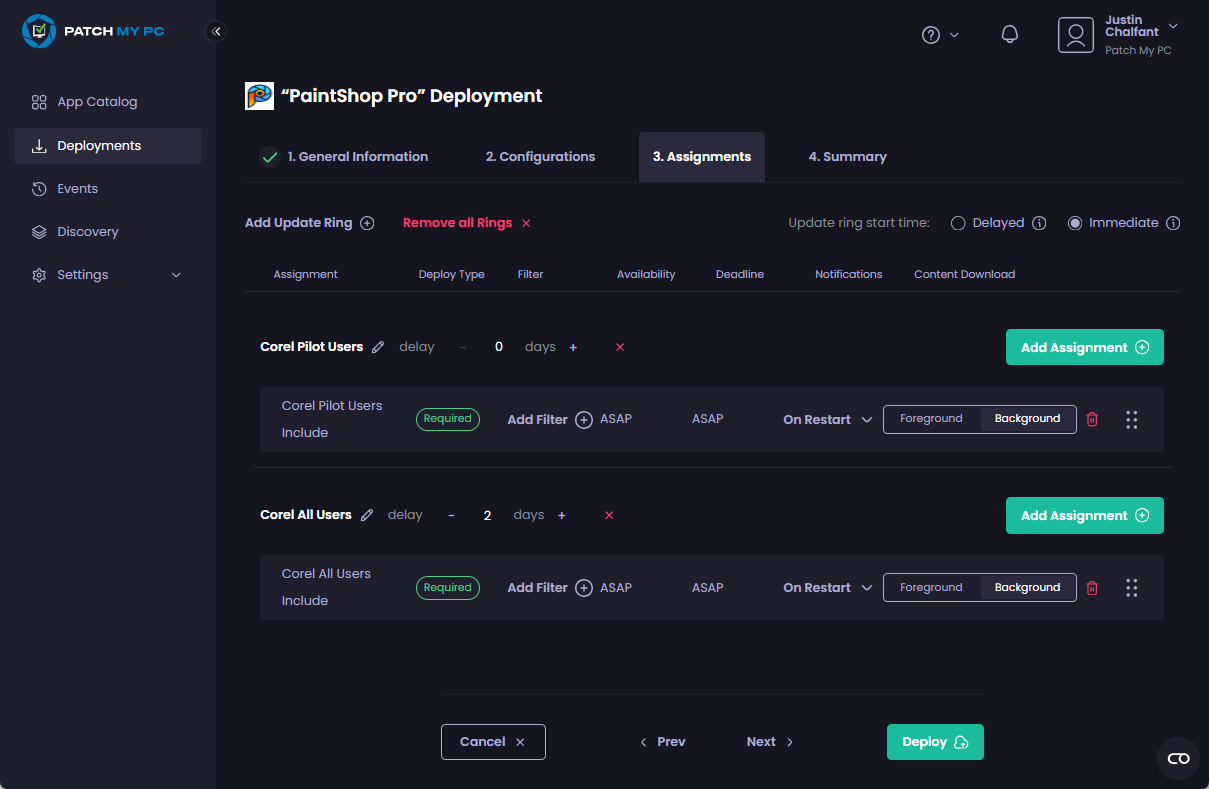 PATCH MY PC
Justin
Chalfant
Patch My PC
App Catalog
Deployments
Events
Discovery
Settings
“PaintShop Pro” Deployment
1. General Information 2. Configurations 3. Assignments 4. Summary
Add Update Ring Remove all Rings × Update ring start time: Delayed Immediate
Assignment Deploy Type Filter Availability Deadline Notifications Content Download
Corel Pilot Users delay - 0 days + × Add Assignment
Corel Pilot Users
Include
Required Add Filter ASAP ASAP On Restart Foreground Background
Corel All Users delay - 2 days + × Add Assignment
Corel All Users
Include
Required Add Filter ASAP ASAP On Restart Foreground Background
Cancel × < Prev Next > Deploy